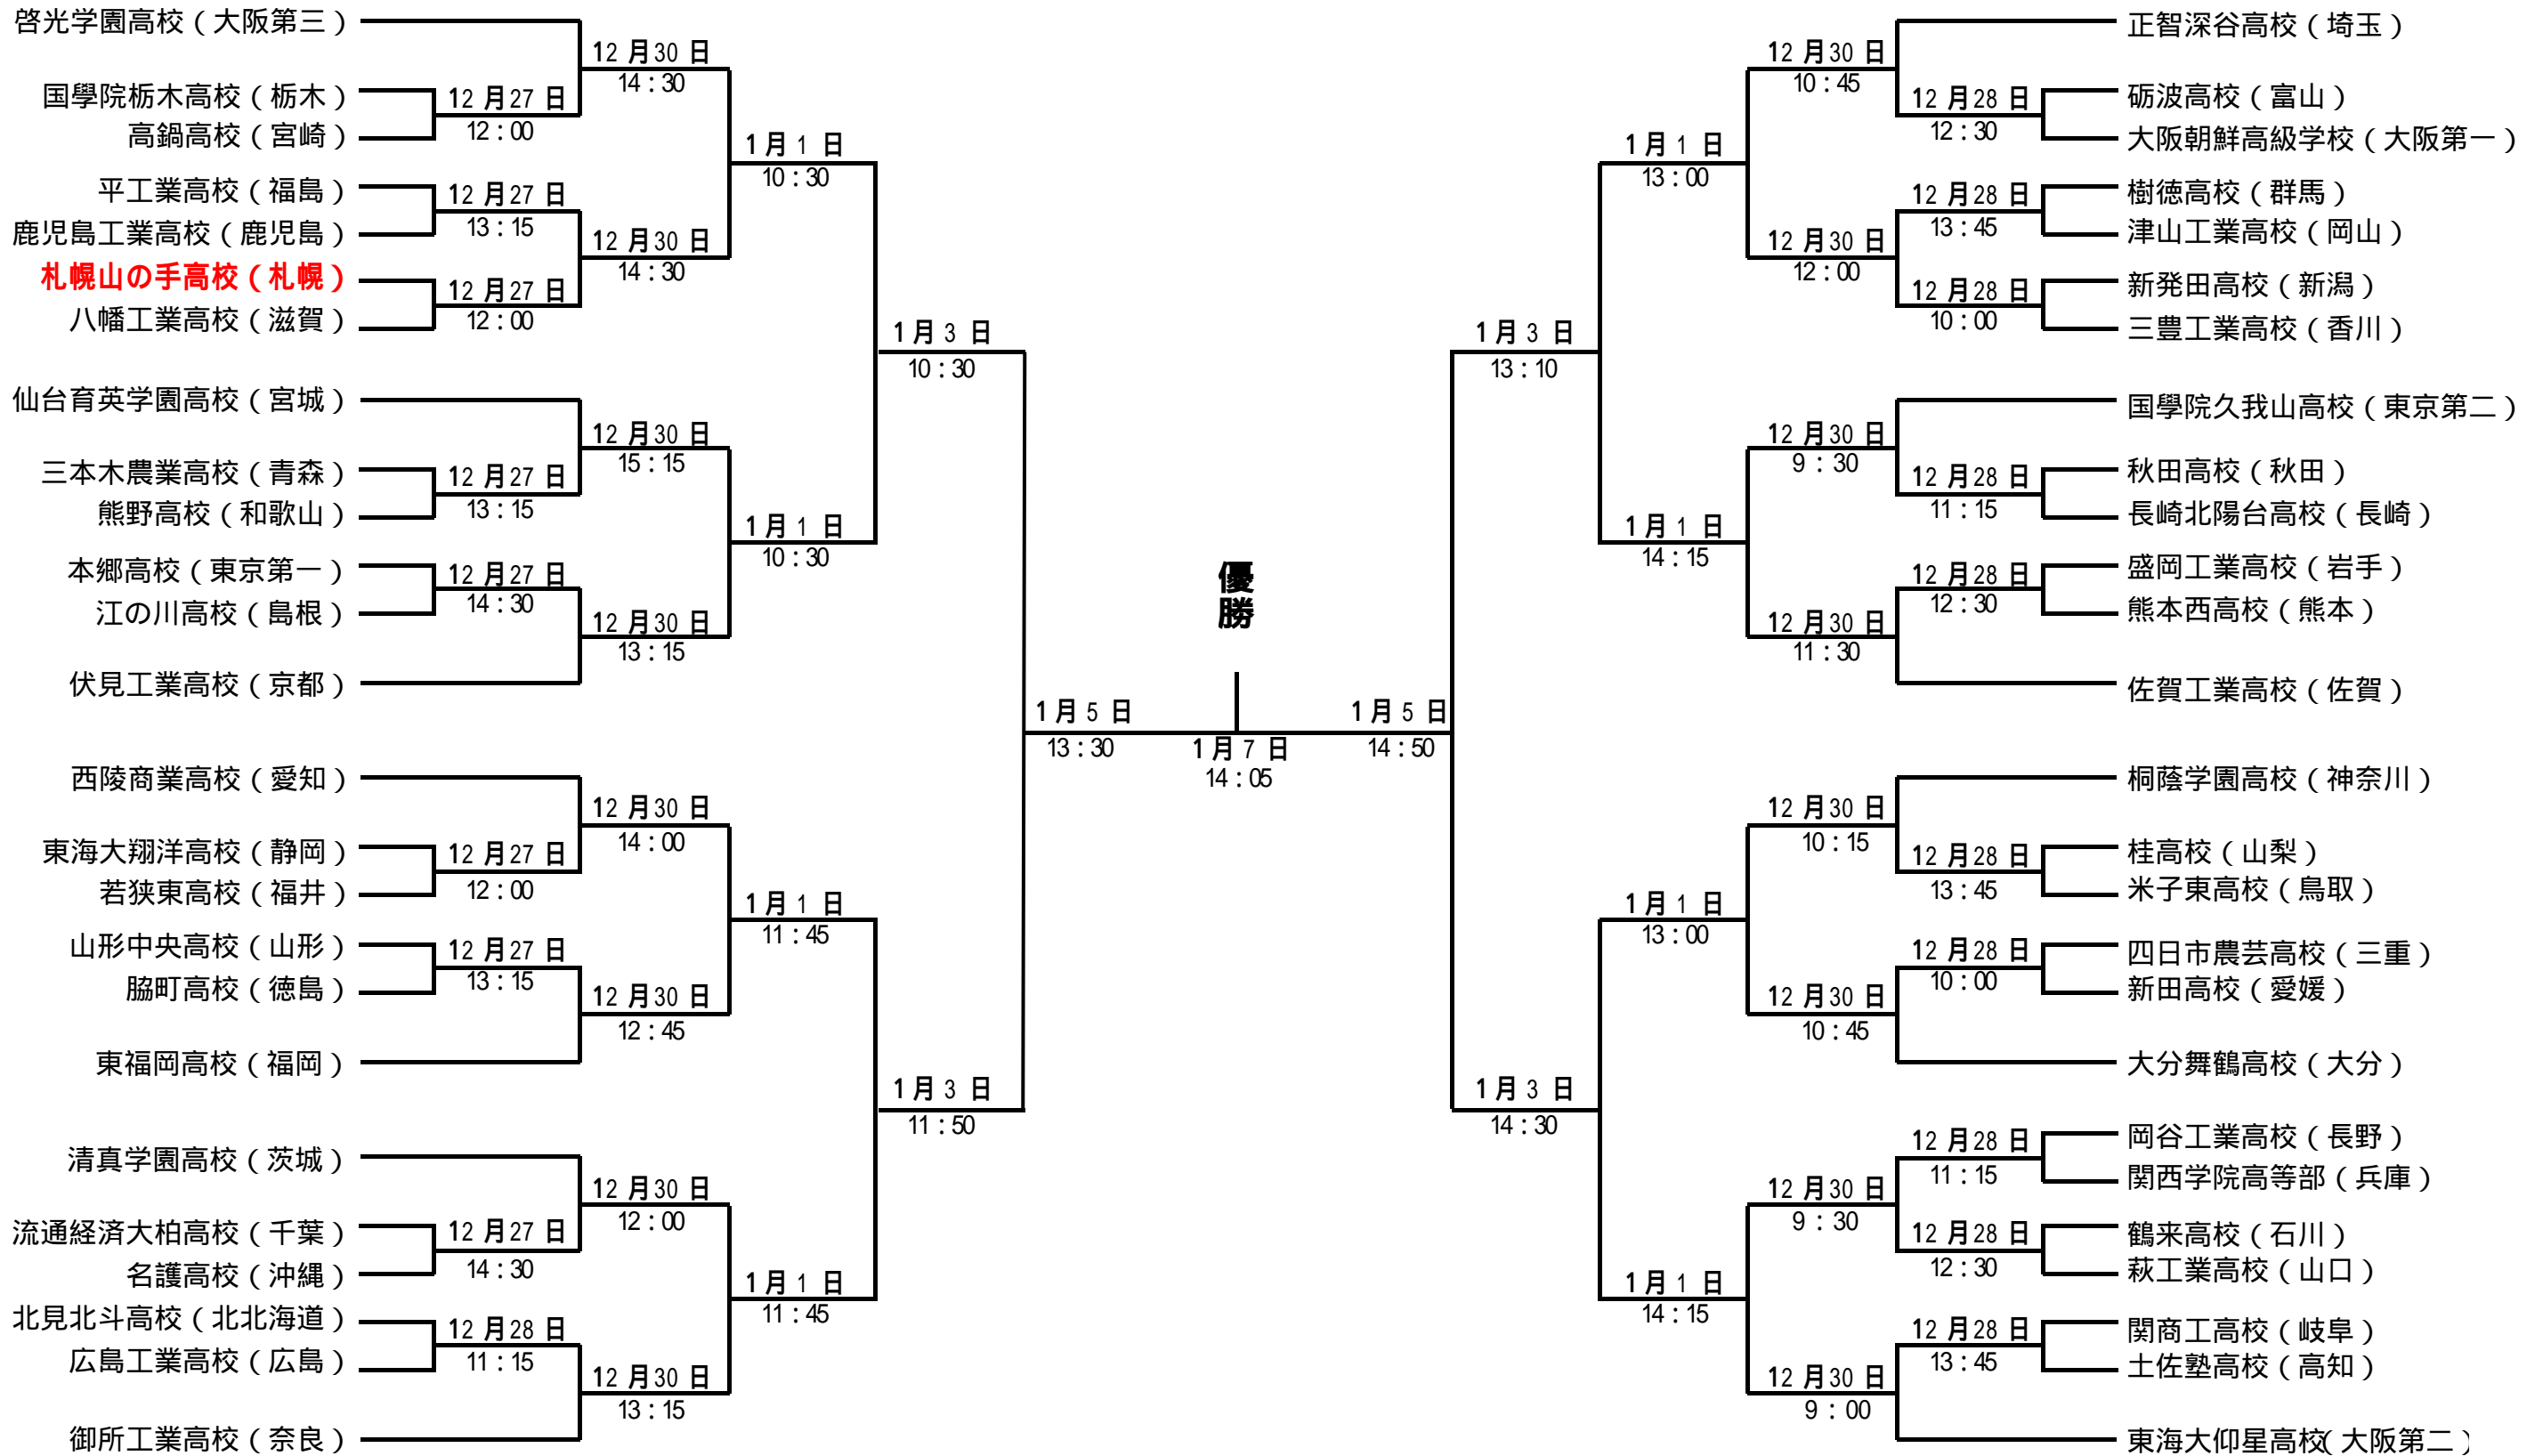 啓光学園高校（大阪第三）
国學院栃木高校（栃木）
高鍋高校（宮崎）
平工業高校（福島）
鹿児島工業高校（鹿児島）
札幌山の手高校（札幌）
八幡工業高校（滋賀）
仙台育英学園高校（宮城）
三本木農業高校（青森）
熊野高校（和歌山）
本郷高校（東京第一）
江の川高校（島根）
伏見工業高校（京都）
西陵商業高校（愛知）
東海大翔洋高校（静岡）
若狭東高校（福井）
山形中央高校（山形）
脇町高校（徳島）
東福岡高校（福岡）
清真学園高校（茨城）
流通経済大柏高校（千葉）
名護高校（沖縄）
北見北斗高校（北北海道）
広島工業高校（広島）
御所工業高校（奈良）
12月27日
12：00
12月27日
13：15
12月27日
12：00
12月27日
13：15
12月27日
14：30
12月27日
12：00
12月27日
13：15
12月27日
14：30
12月28日
11：15
12月30日
14：30
12月30日
14：30
12月30日
15：15
12月30日
13：15
12月30日
14：00
12月30日
12：45
12月30日
12：00
12月30日
13：15
1月1日
10：30
1月1日
10：30
1月1日
11：45
1月1日
11：45
1月3日
10：30
1月3日
11：50
1月5日
13：30
優勝
1月7日
14：05
1月5日
14：50
1月3日
13：10
1月3日
14：30
1月1日
13：00
1月1日
14：15
1月1日
13：00
1月1日
14：15
12月30日
10：45
12月30日
12：00
12月30日
9：30
12月30日
11：30
12月30日
10：15
12月30日
10：45
12月30日
9：30
12月30日
9：00
12月28日
12：30
12月28日
13：45
12月28日
10：00
12月28日
11：15
12月28日
12：30
12月28日
13：45
12月28日
10：00
12月28日
11：15
12月28日
12：30
12月28日
13：45
正智深谷高校（埼玉）
砺波高校（富山）
大阪朝鮮高級学校（大阪第一）
樹徳高校（群馬）
津山工業高校（岡山）
新発田高校（新潟）
三豊工業高校（香川）
国學院久我山高校（東京第二）
秋田高校（秋田）
長崎北陽台高校（長崎）
盛岡工業高校（岩手）
熊本西高校（熊本）
佐賀工業高校（佐賀）
桐蔭学園高校（神奈川）
桂高校（山梨）
米子東高校（鳥取）
四日市農芸高校（三重）
新田高校（愛媛）
大分舞鶴高校（大分）
岡谷工業高校（長野）
関西学院高等部（兵庫）
鶴来高校（石川）
萩工業高校（山口）
関商工高校（岐阜）
土佐塾高校（高知）
東海大仰星高校（大阪第二）